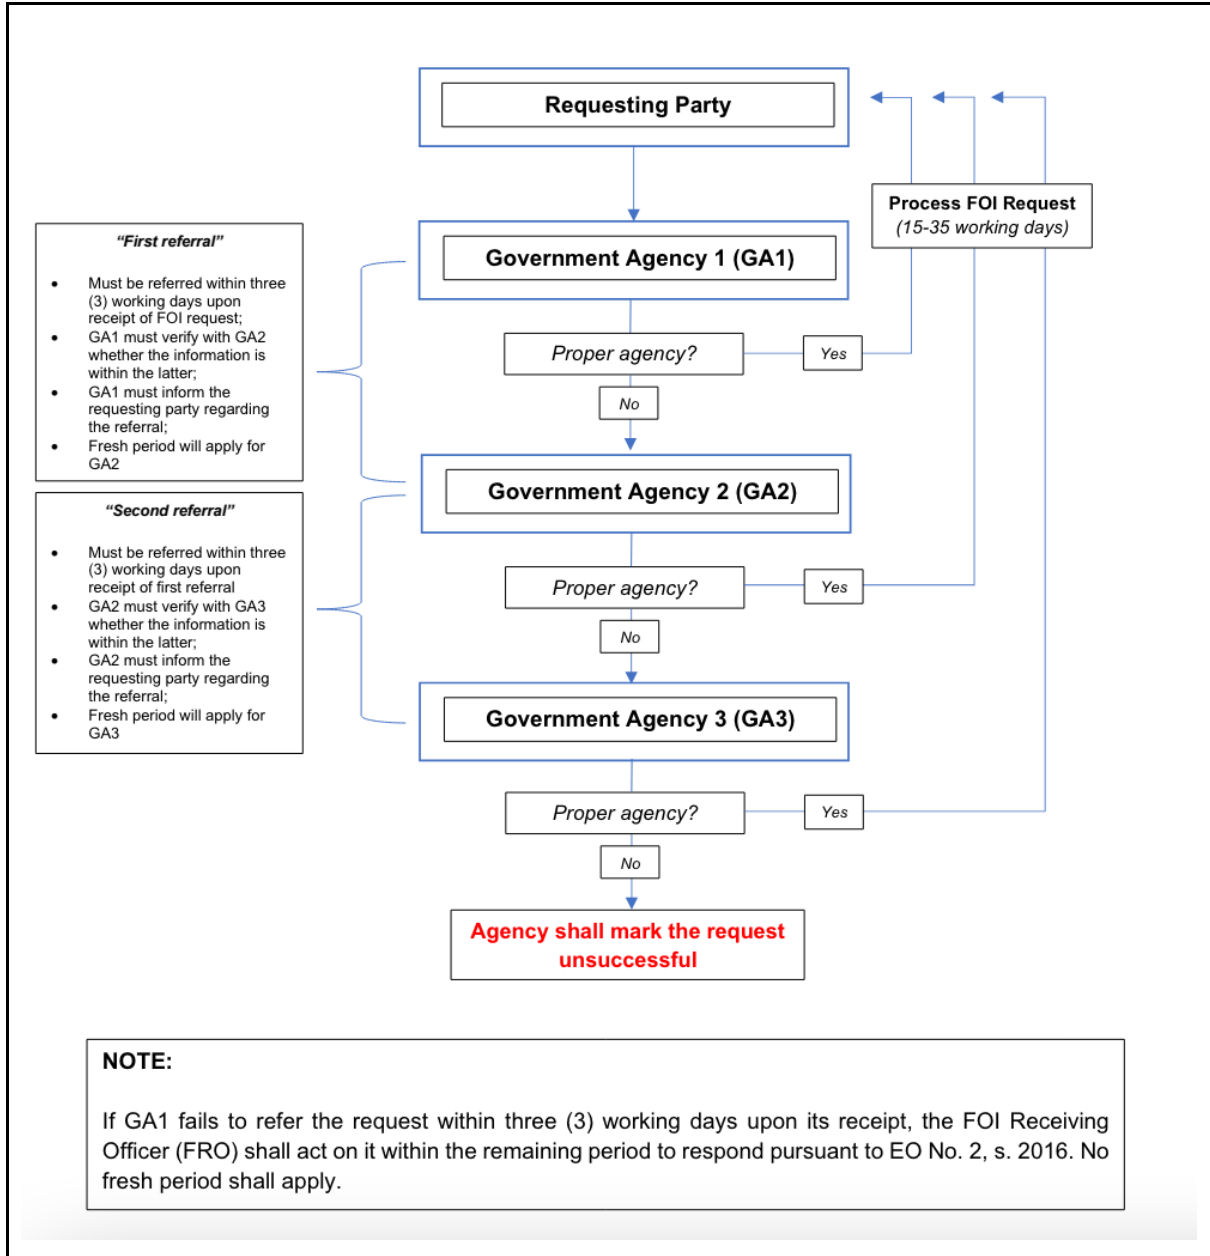 Requesting Party
Process FOI Request
(15-35 working days)
“First referral”
• Must be referred within three
(3) working days upon
receipt of FOI request;
• GA1 must verify with GA2
whether the information is
within the latter;
• GA1 must inform the
requesting party regarding
the referral;
• Fresh period will apply for
GA2
Government Agency 1 (GA1)
Proper agency?
Yes
No
Government Agency 2 (GA2)
“Second referral”
• Must be referred within three
(3) working days upon
receipt of first referral
• GA2 must verify with GA3
whether the information is
within the latter;
• GA2 must inform the
requesting party regarding
the referral;
• Fresh period will apply for
GA3
Proper agency?
Yes
No
Government Agency 3 (GA3)
Proper agency?
Yes
No
Agency shall mark the request
unsuccessful
NOTE:
If GA1 fails to refer the request within three (3) working days upon its receipt, the FOI Receiving
Officer (FRO) shall act on it within the remaining period to respond pursuant to EO No. 2, s. 2016. No
fresh period shall apply.